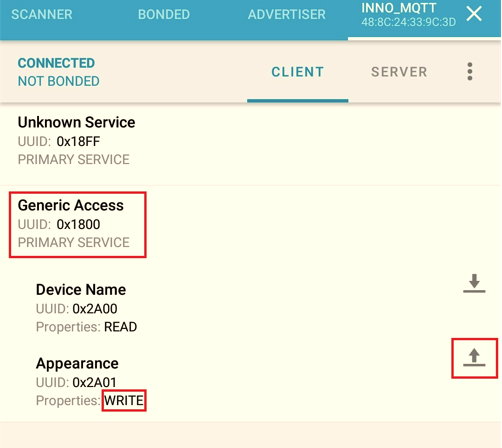 SCANNER
BONDED
ADVERTISER
INNO_MQTT
48:8C:24:33:9C:3D
CONNECTED
NOT BONDED
CLIENT
SERVER
Unknown Service
UUID: 0x18FF
PRIMARY SERVICE
Generic Access
UUID: 0x1800
PRIMARY SERVICE
Device Name
UUID: 0x2A00
Properties: READ
Appearance
UUID: 0x2A01
Properties: WRITE